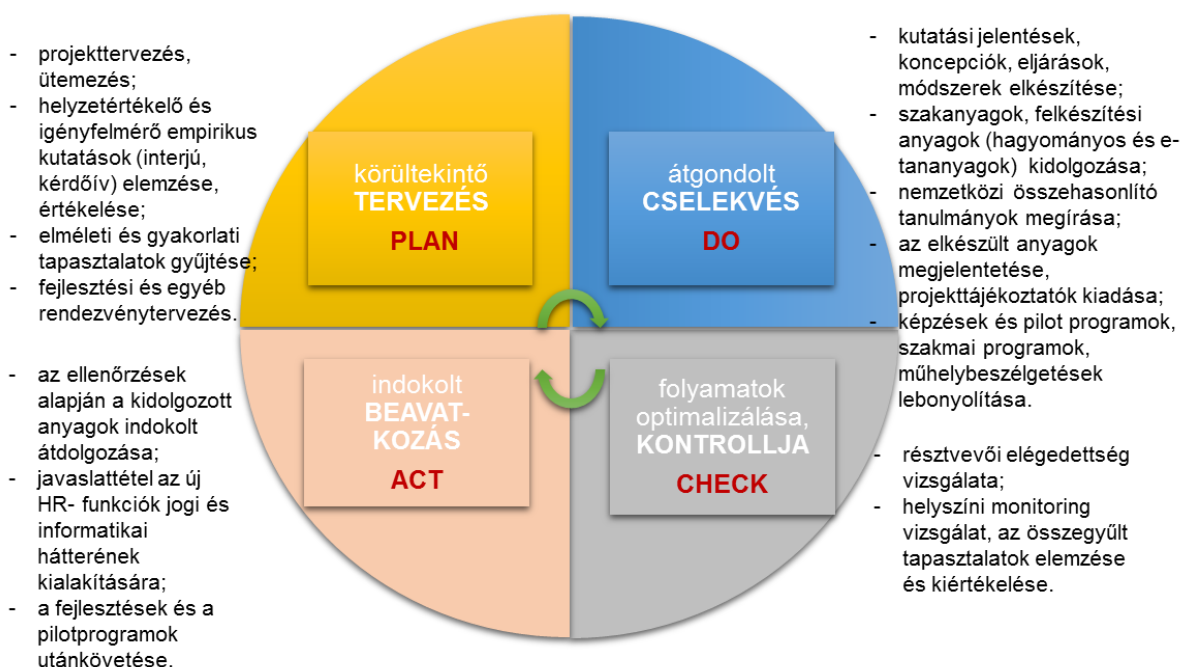 - projekttervezés,
ütemezés;
- helyzetértékelő és
igényfelmérő empirikus
kutatások (interjú,
kérdőív) elemzése,
értékelése;
- elméleti és gyakorlati
tapasztalatok gyűjtése;
- fejlesztési és egyéb
rendezvénytervezés.
körültekintő
TERVEZÉS
PLAN
átgondolt
CSELEKVÉS
DO
- kutatási jelentések,
koncepciók, eljárások,
módszerek elkészítése;
- szakanyagok, felkészítési
anyagok (hagyományos és e-
tananyagok) kidolgozása;
- nemzetközi összehasonlító
tanulmányok megírása;
- az elkészült anyagok
megjelentetése,
projekttájékoztatók kiadása;
- képzések és pilot programok,
szakmai programok,
műhelybeszélgetések
lebonyolítása.
- az ellenőrzések
alapján a kidolgozott
anyagok indokolt
átdolgozása;
- javaslattétel az új
HR- funkciók jogi és
informatikai
hátterének
kialakítására;
- a fejlesztések és a
pilotprogramok
utánkövetése.
indokolt
BEAVAT-
KOZÁS
ACT
folyamatok
optimalizálása,
KONTROLLJA
CHECK
- résztvevői elégedettség
vizsgálata;
- helyszíni monitoring
vizsgálat, az összegyűlt
tapasztalatok elemzése
és kiértékelése.